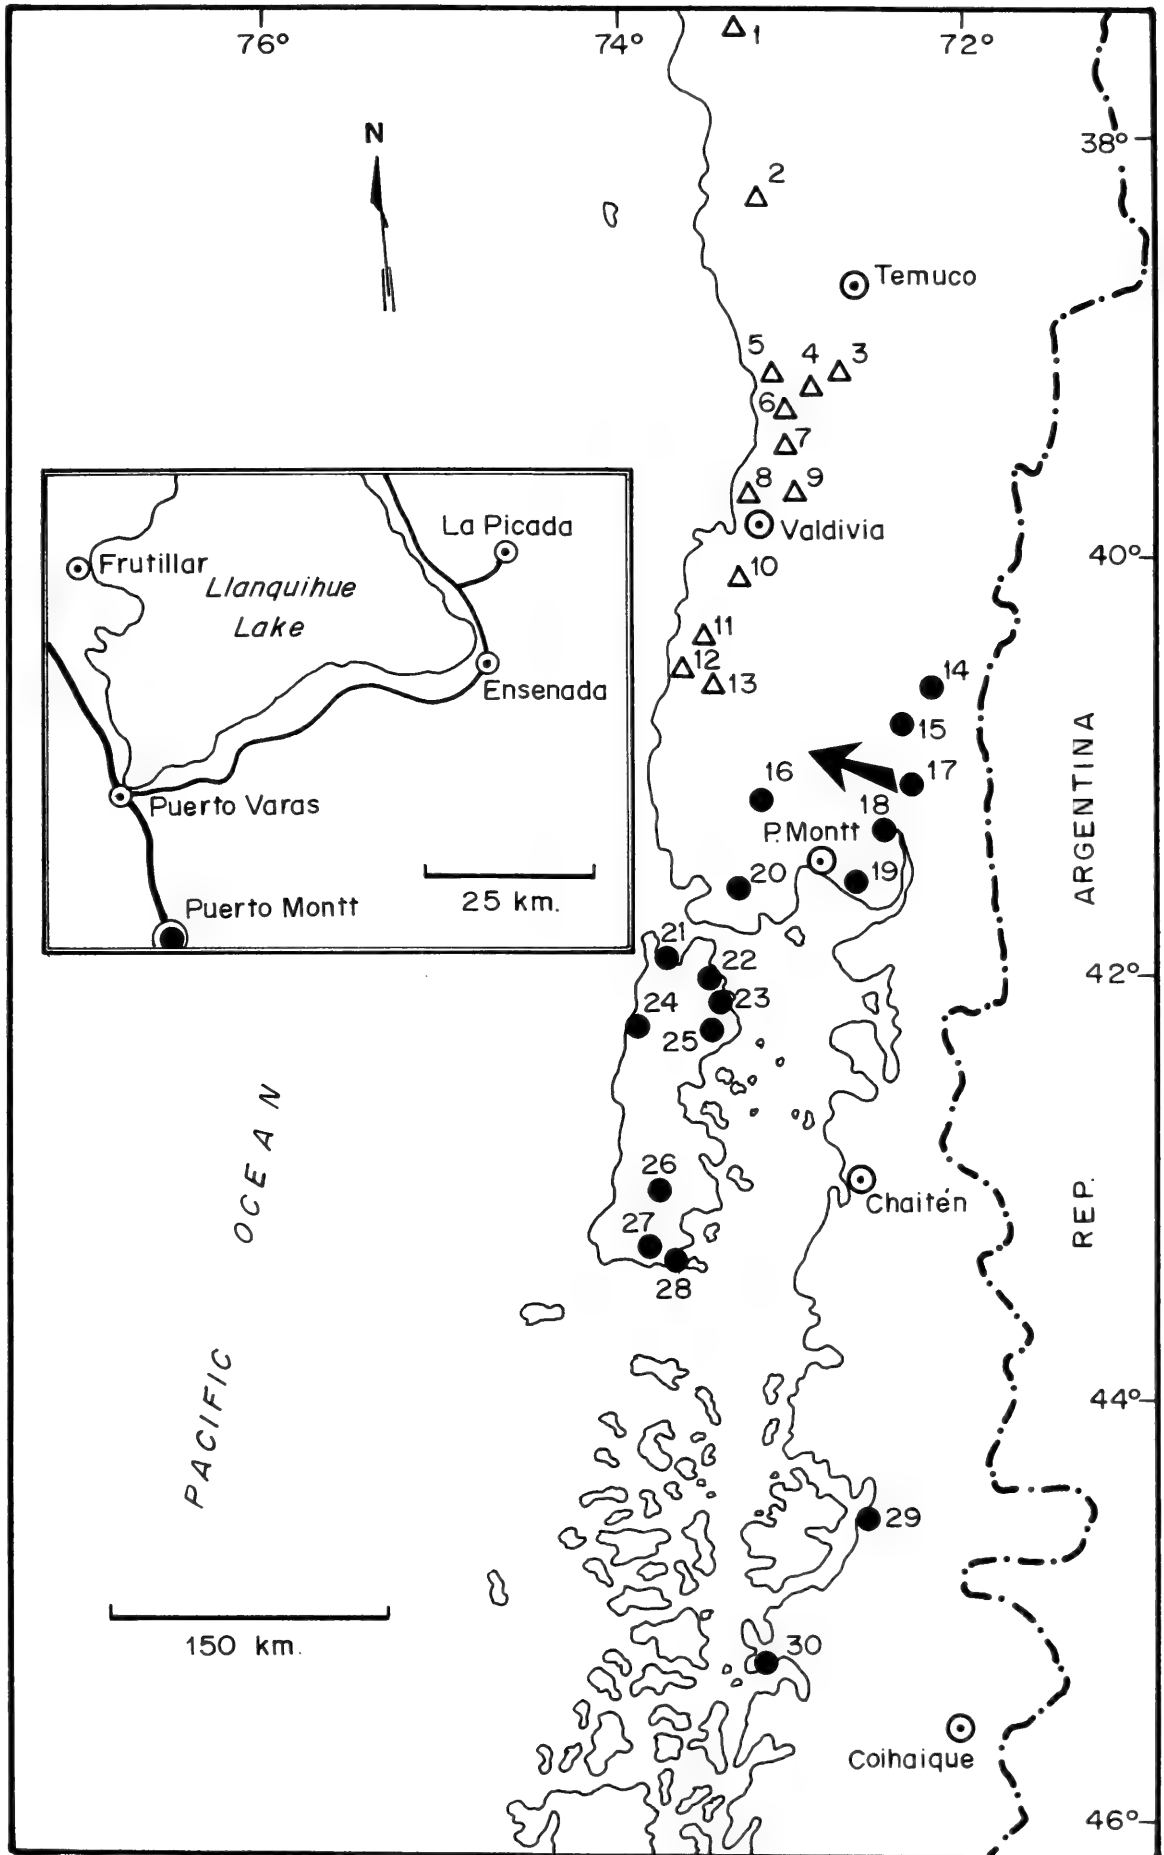 76°
74°
72°
1
38°
N
2
Temuco
5
4
3
6
7
8
9
Valdivia
40°
10
11
12
13
14
15
16
17
18
P. Montt
19
20
ARGENTINA
REP.
La Picada
Frutillar
Llanquihue
Lake
Ensenada
Puerto Varas
25 km.
Puerto Montt
21
22
42°
23
24
25
PACIFIC OCEAN
26
Chaitén
27
28
44°
29
150 km.
30
Coihaique
46°